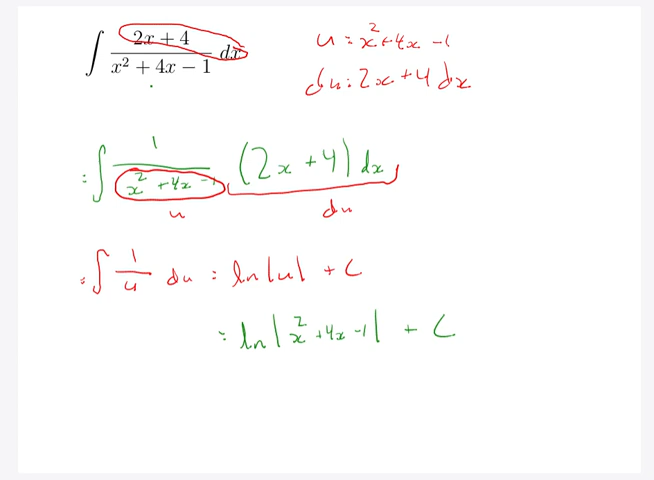 ∫ (2x + 4)/(x² + 4x − 1) dx
u = x² + 4x − 1
du = 2x + 4 dx
= ∫ 1/(x² + 4x − 1) (2x + 4) dx
u du
= ∫ 1/u du = ln|u| + C
= ln|x² + 4x − 1| + C